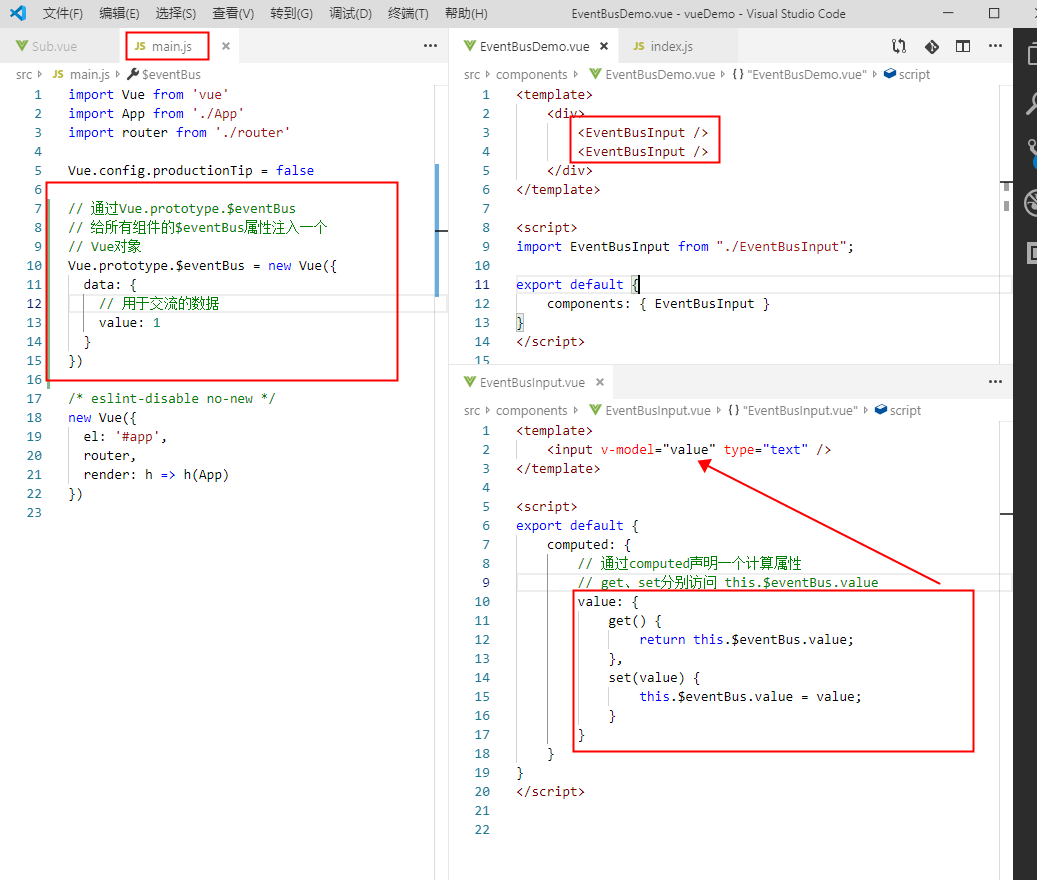 文件(F) 编辑(E) 选择(S) 查看(V) 转到(G) 调试(D) 终端(T) 帮助(H) EventBusDemo.vue - vueDemo - Visual Studio Code
Sub.vue JS main.js ×
src › JS main.js › $eventBus
1 import Vue from 'vue'
2 import App from './App'
3 import router from './router'
4
5 Vue.config.productionTip = false
6
7 // 通过Vue.prototype.$eventBus
8 // 给所有组件的$eventBus属性注入一个
9 // Vue对象
10 Vue.prototype.$eventBus = new Vue({
11 data: {
12 // 用于交流的数据
13 value: 1
14 }
15 })
16
17 /* eslint-disable no-new */
18 new Vue({
19 el: '#app',
20 router,
21 render: h => h(App)
22 })
23
EventBusDemo.vue × JS index.js
src › components › EventBusDemo.vue › {} "EventBusDemo.vue" › script
1 <template>
2 <div>
3 <EventBusInput />
4 <EventBusInput />
5 </div>
6 </template>
7
8 <script>
9 import EventBusInput from "./EventBusInput";
10
11 export default {
12 components: { EventBusInput }
13 }
14 </script>
15
EventBusInput.vue ×
src › components › EventBusInput.vue › {} "EventBusInput.vue" › script
1 <template>
2 <input v-model="value" type="text" />
3 </template>
4
5 <script>
6 export default {
7 computed: {
8 // 通过computed声明一个计算属性
9 // get、set分别访问 this.$eventBus.value
10 value: {
11 get() {
12 return this.$eventBus.value;
13 },
14 set(value) {
15 this.$eventBus.value = value;
16 }
17 }
18 }
19 }
20 </script>
21
22